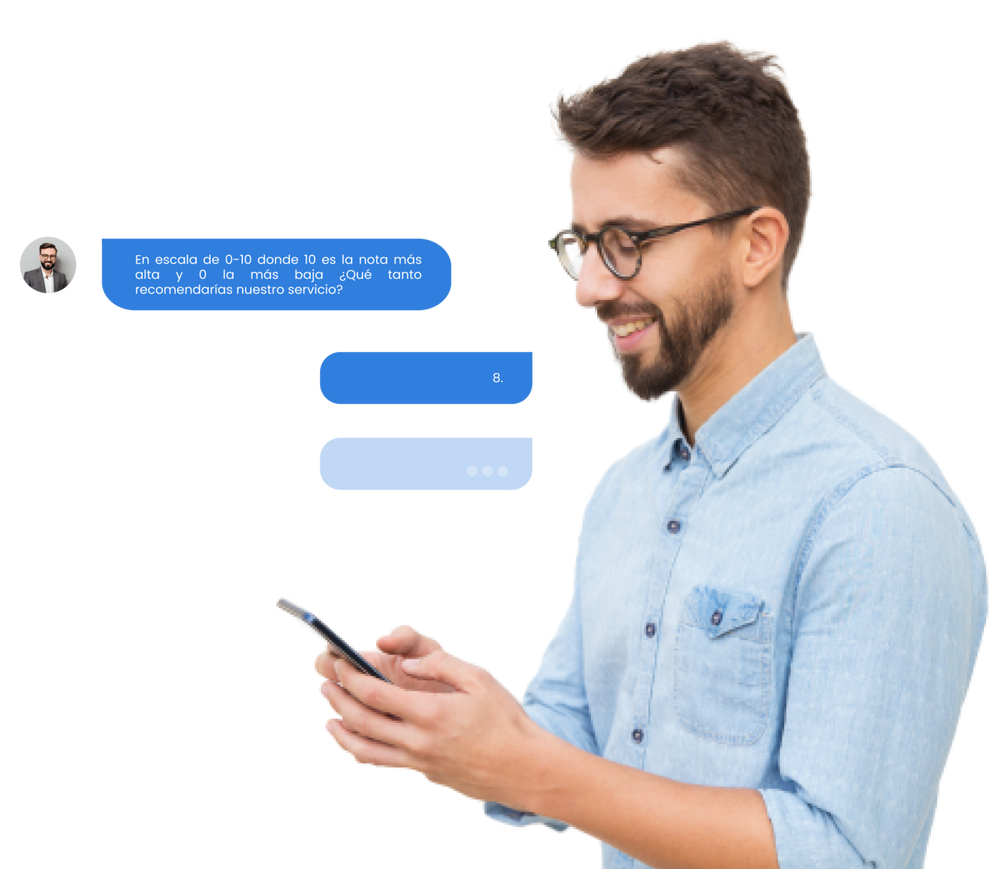 En escala de 0-10 donde 10 es la nota más
alta y 0 la más baja ¿Qué tanto
recomendarías nuestro servicio?
8.